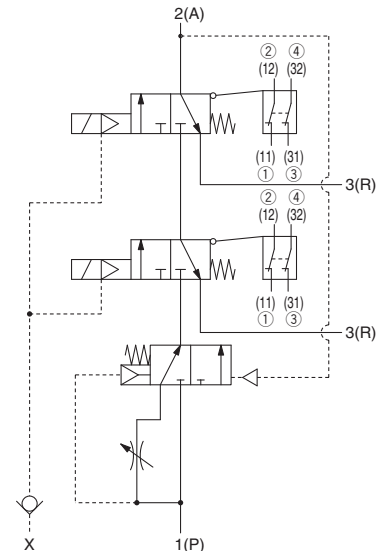 2(A)
② ④
(12) (32)
(11) (31)
① ③
3(R)
② ④
(12) (32)
(11) (31)
① ③
3(R)
X 1(P)